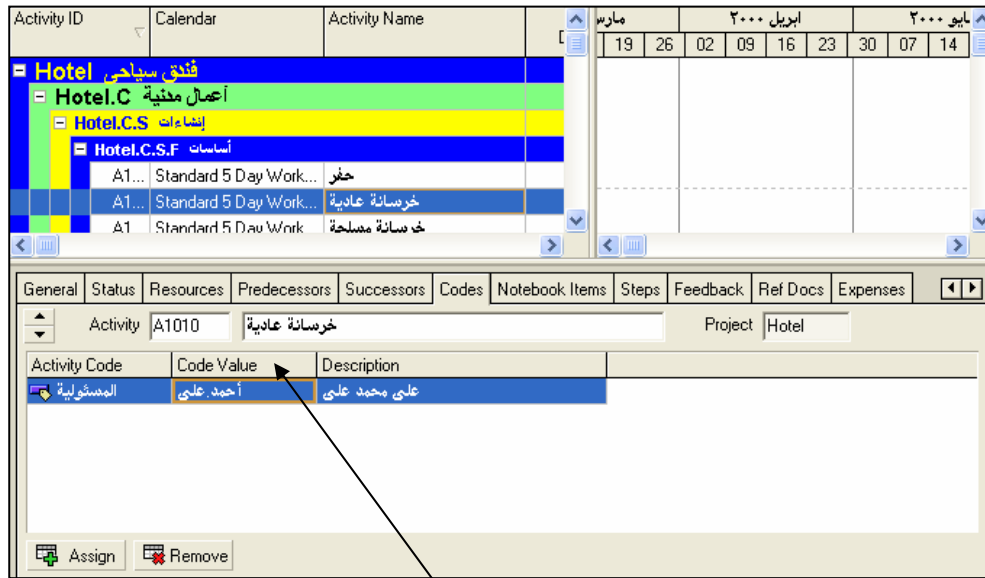 Activity ID Calendar Activity Name مارس ابريل ٢٠٠٠ مايو ٢٠٠٠
19 26 02 09 16 23 30 07 14
Hotel فندق سياحى
Hotel.C أعمال مدنية
Hotel.C.S إنشاءات
Hotel.C.S.F أساسات
A1... Standard 5 Day Work... حفر
A1... Standard 5 Day Work... خرسانة عادية
A1 Standard 5 Day Work خرسانة مسلحة
General Status Resources Predecessors Successors Codes Notebook Items Steps Feedback Ref Docs Expenses
Activity A1010 خرسانة عادية Project Hotel
Activity Code Code Value Description
المسئولية أحمد.على على محمد على
Assign Remove